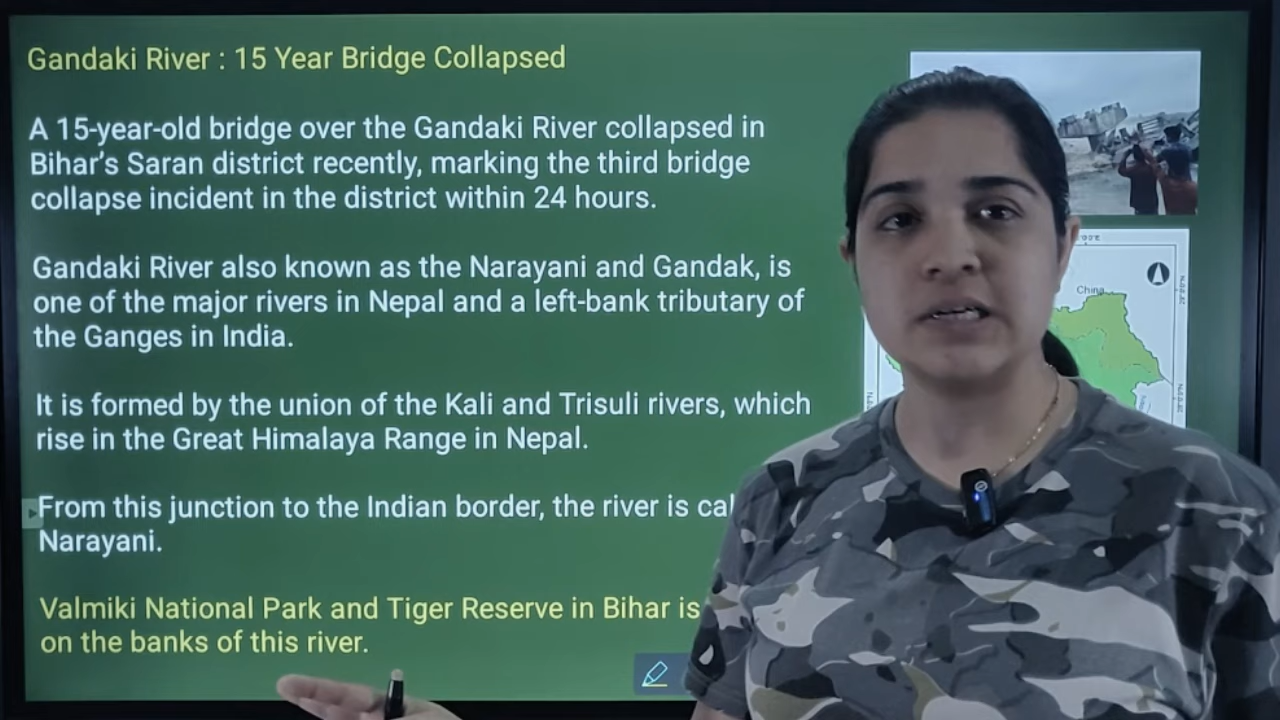 Gandaki River : 15 Year Bridge Collapsed
A 15-year-old bridge over the Gandaki River collapsed in
Bihar's Saran district recently, marking the third bridge
collapse incident in the district within 24 hours.
Gandaki River also known as the Narayani and Gandak, is
one of the major rivers in Nepal and a left-bank tributary of
the Ganges in India.
It is formed by the union of the Kali and Trisuli rivers, which
rise in the Great Himalaya Range in Nepal.
From this junction to the Indian border, the river is
Narayani.
Valmiki National Park and Tiger Reserve in Bihar is
on the banks of this river.
China